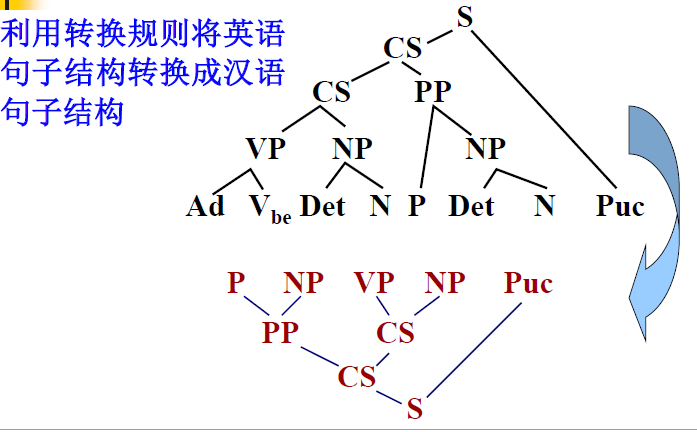 利用转换规则将英语
句子结构转换成汉语
句子结构
S
CS
CS PP
VP NP NP
Ad Vbe Det N P Det N Puc
P NP VP NP Puc
PP CS
CS
S